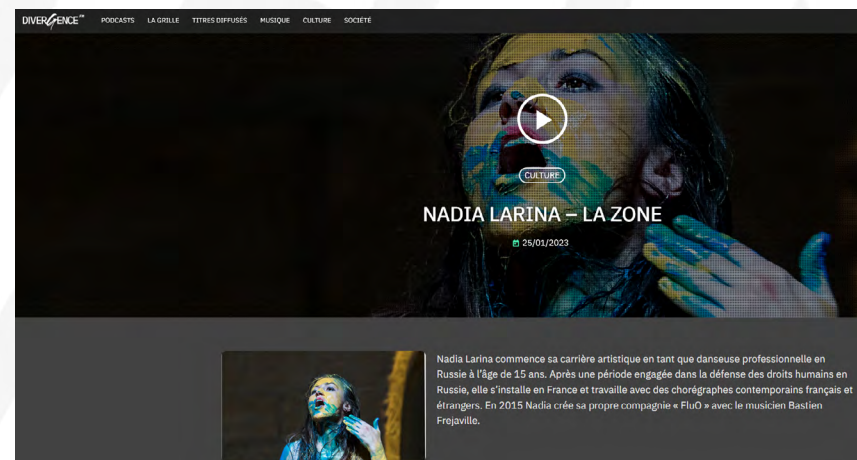 DIVERGENCE FM PODCASTS LA GRILLE TITRES DIFFUSÉS MUSIQUE CULTURE SOCIÉTÉ
CULTURE
NADIA LARINA – LA ZONE
25/01/2023
Nadia Larina commence sa carrière artistique en tant que danseuse professionnelle en
Russie à l'âge de 15 ans. Après une période engagée dans la défense des droits humains en
Russie, elle s'installe en France et travaille avec des chorégraphes contemporains français et
étrangers. En 2015 Nadia crée sa propre compagnie « FluO » avec le musicien Bastien
Frejaville.